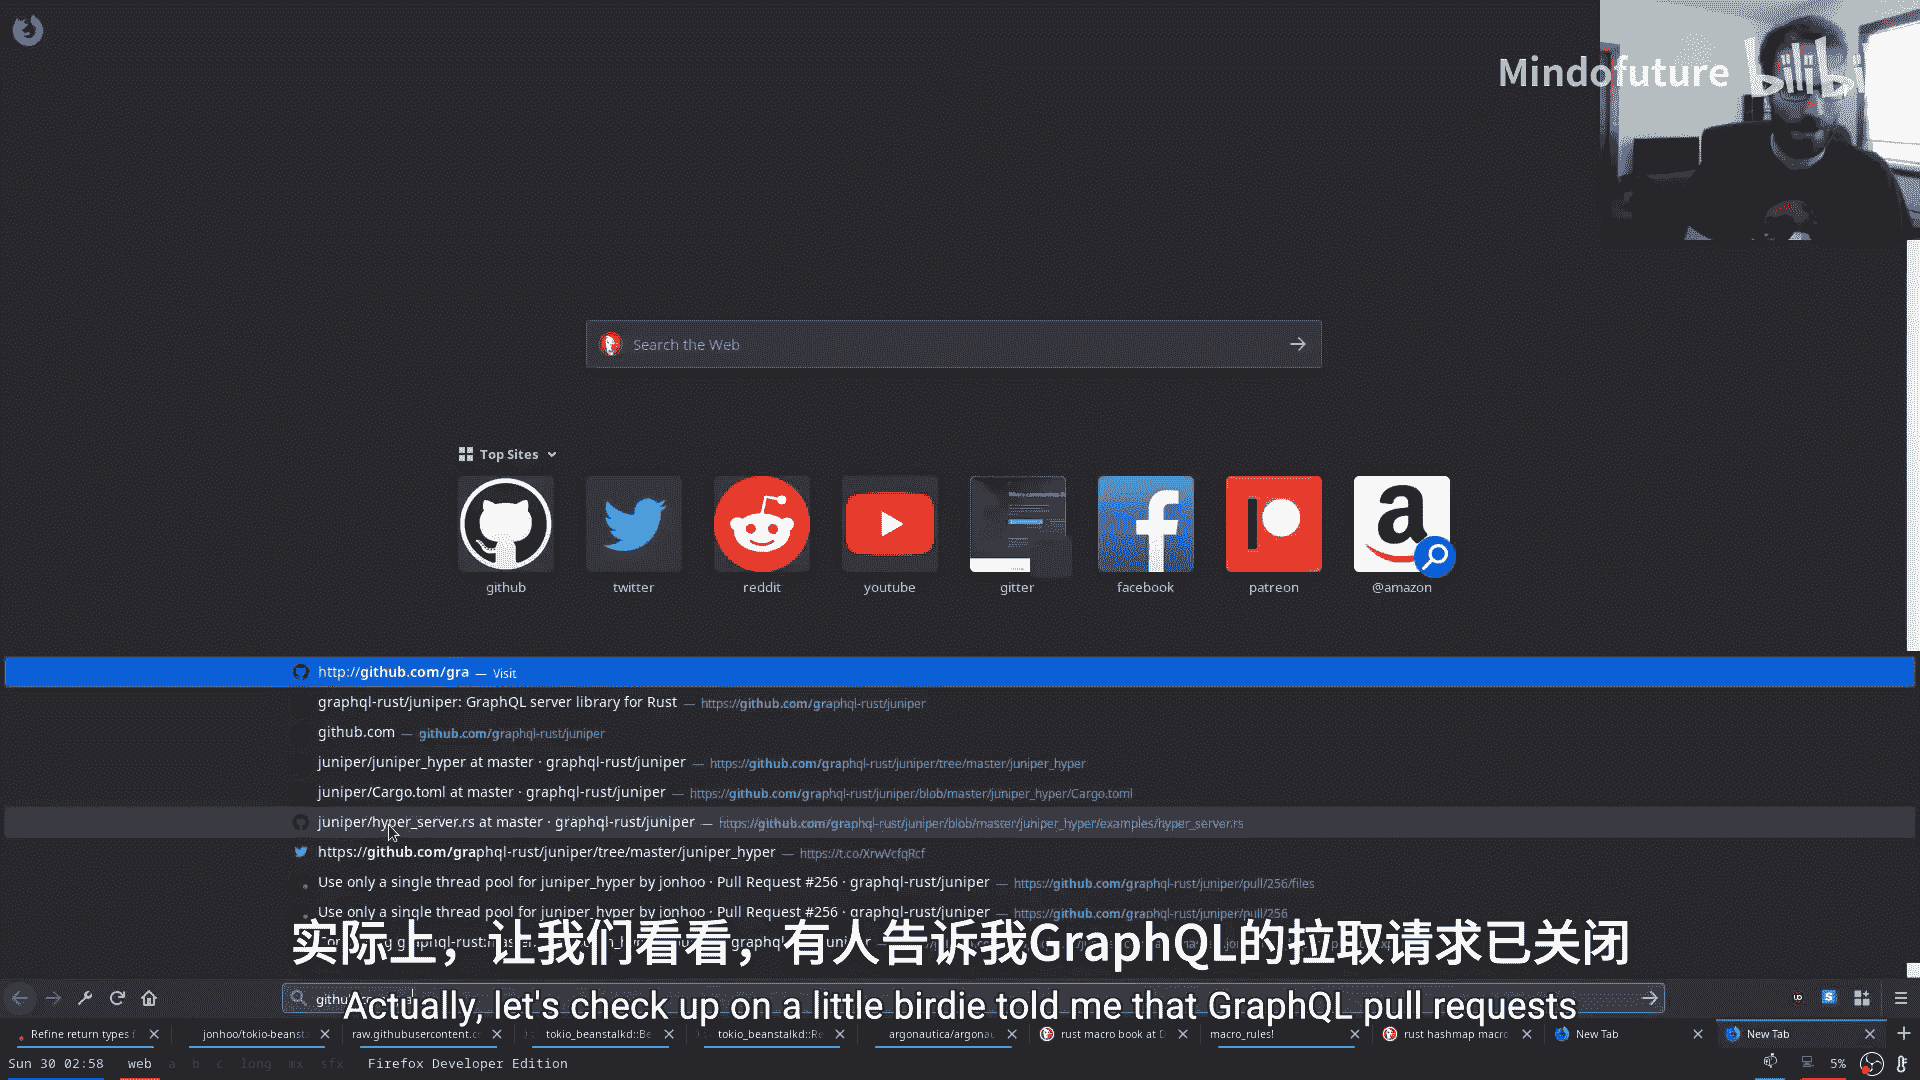 Mindofuture bilibi
Search the Web
Top Sites
github
twitter
reddit
youtube
gitter
facebook
patreon
@amazon
http://github.com/gra — Visit
graphql-rust/juniper: GraphQL server library for Rust — https://github.com/graphql-rust/juniper
github.com — github.com/graphql-rust/juniper
juniper/juniper_hyper at master · graphql-rust/juniper — https://github.com/graphql-rust/juniper/tree/master/juniper_hyper
juniper/Cargo.toml at master · graphql-rust/juniper — https://github.com/graphql-rust/juniper/blob/master/juniper_hyper/Cargo.toml
juniper/hyper_server.rs at master · graphql-rust/juniper — https://github.com/graphql-rust/juniper/blob/master/juniper_hyper/examples/hyper_server.rs
https://github.com/graphql-rust/juniper/tree/master/juniper_hyper — https://t.co/XrwVcfqRcf
Use only a single thread pool for juniper_hyper by jonhoo · Pull Request #256 · graphql-rust/juniper — https://github.com/graphql-rust/juniper/pull/256/files
Use only a single thread pool for juniper_hyper by jonhoo · Pull Request #256 · graphql-rust/juniper — https://github.com/graphql-rust/juniper/pull/256
实际上，让我们看看，有人告诉我GraphQL的拉取请求已关闭
Actually, let's check up on a little birdie told me that GraphQL pull requests
Refine return types f
jonhoo/tokio-beansta
raw.githubusercontent.c
tokio_beanstalkd::Be
tokio_beanstalkd::Re
argonautica/argonau
rust macro book at D
macro_rules!
rust hashmap macro
New Tab
New Tab
Sun 30 02:58 web a b c long mx sfx Firefox Developer Edition 5%